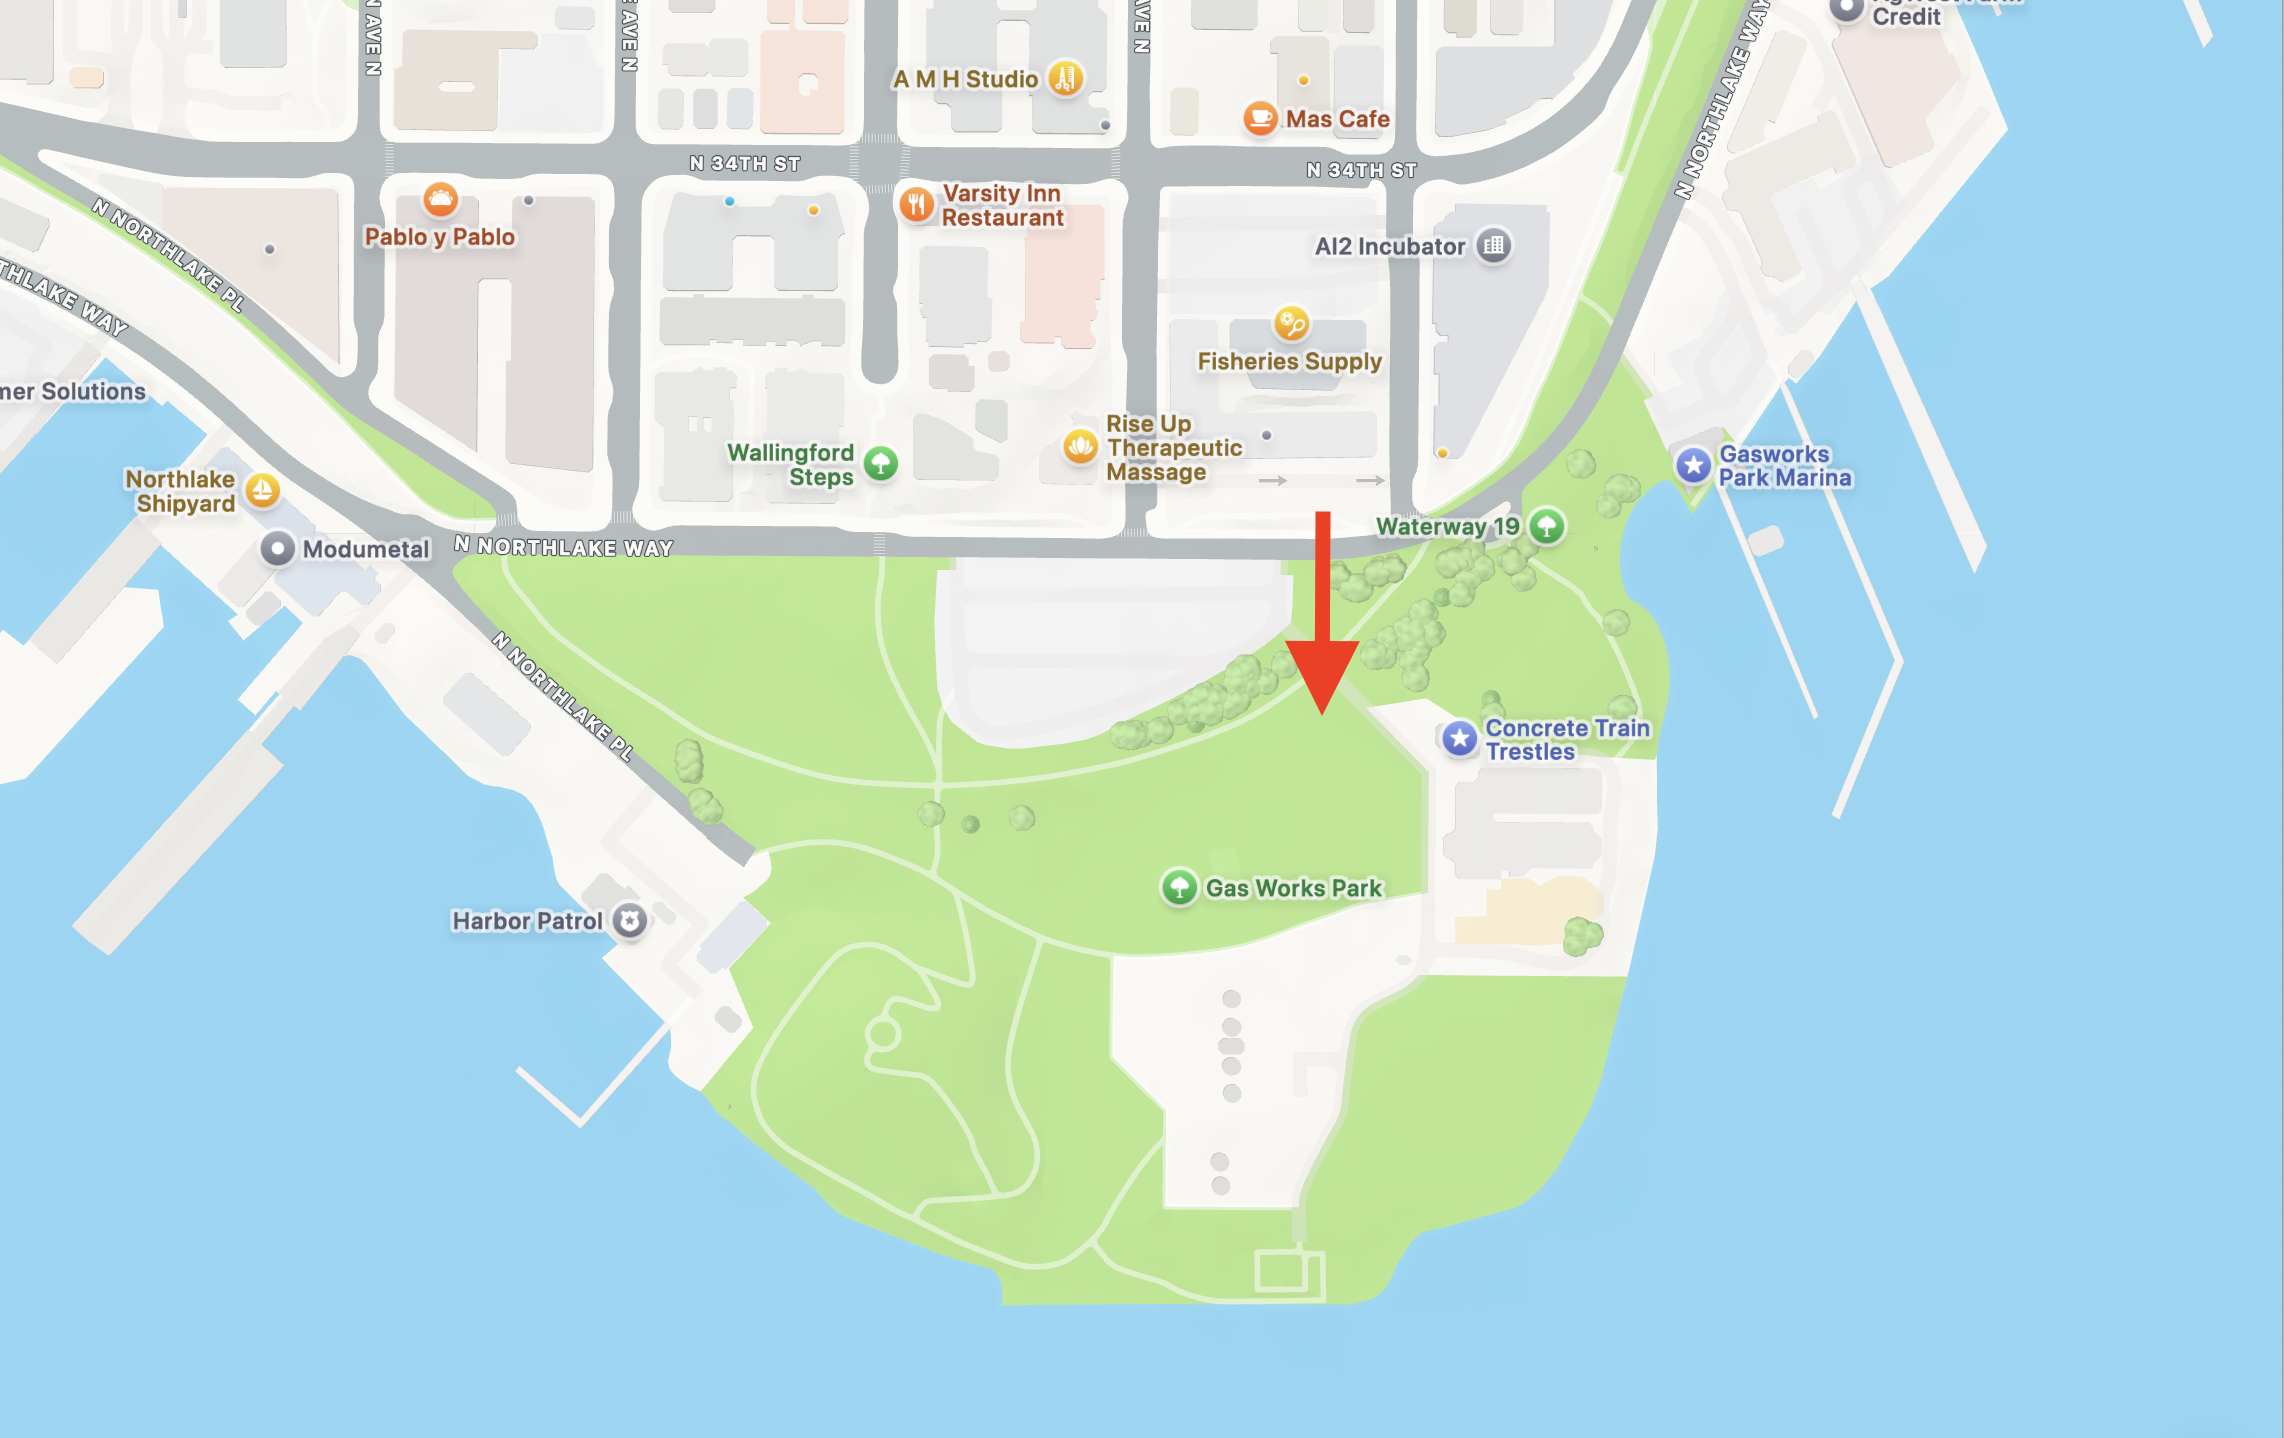 N AVE N
E AVE N
AVE N
Credit
A M H Studio
Mas Cafe
N 34TH ST
N 34TH ST
N NORTHLAKE WAY
N NORTHLAKE PL
Pablo y Pablo
Varsity Inn
Restaurant
AI2 Incubator
THLAKE WAY
Fisheries Supply
mer Solutions
Rise Up
Therapeutic
Massage
Wallingford
Steps
Gasworks
Park Marina
Northlake
Shipyard
Waterway 19
Modumetal
N NORTHLAKE WAY
N NORTHLAKE PL
Concrete Train
Trestles
Gas Works Park
Harbor Patrol